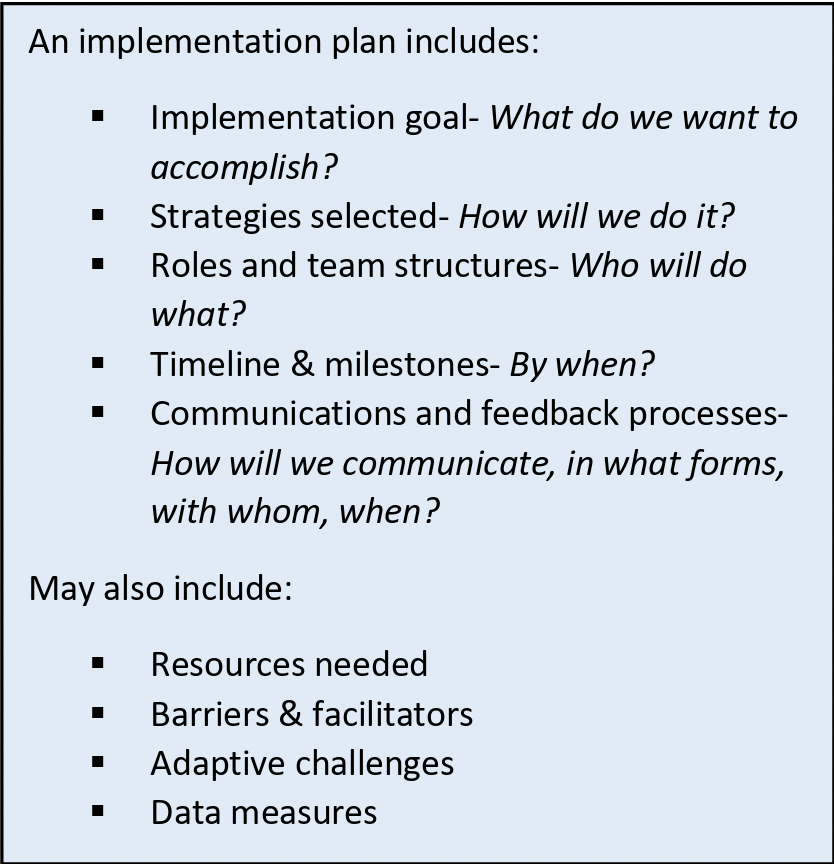 An implementation plan includes:
▪ Implementation goal- What do we want to
accomplish?
▪ Strategies selected- How will we do it?
▪ Roles and team structures- Who will do
what?
▪ Timeline & milestones- By when?
▪ Communications and feedback processes-
How will we communicate, in what forms,
with whom, when?
May also include:
▪ Resources needed
▪ Barriers & facilitators
▪ Adaptive challenges
▪ Data measures